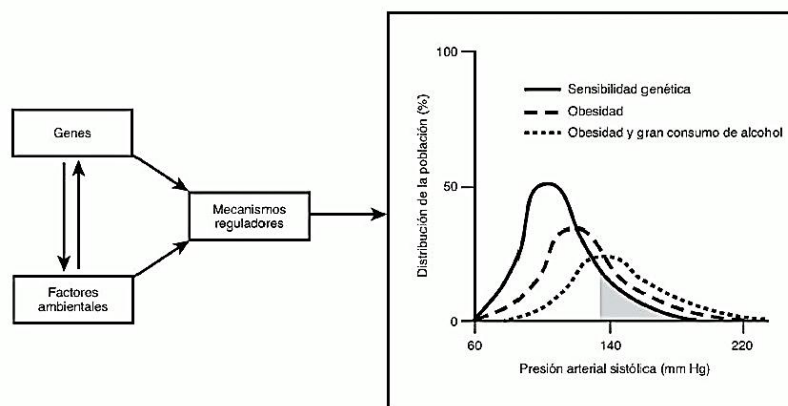 Genes
Factores
ambientales
Mecanismos
reguladores
Distribución de la población (%)
100
50
0
Sensibilidad genética
Obesidad
Obesidad y gran consumo de alcohol
60
140
220
Presión arterial sistólica (mm Hg)